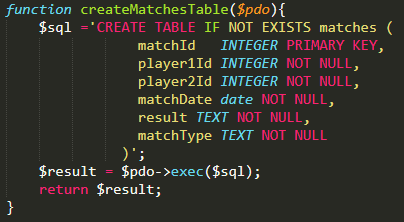 function createMatchesTable($pdo){
    $sql ='CREATE TABLE IF NOT EXISTS matches (
                matchId   INTEGER PRIMARY KEY,
                player1Id INTEGER NOT NULL,
                player2Id INTEGER NOT NULL,
                matchDate date NOT NULL,
                result TEXT NOT NULL,
                matchType TEXT NOT NULL
              )';
    $result = $pdo->exec($sql);
    return $result;
}